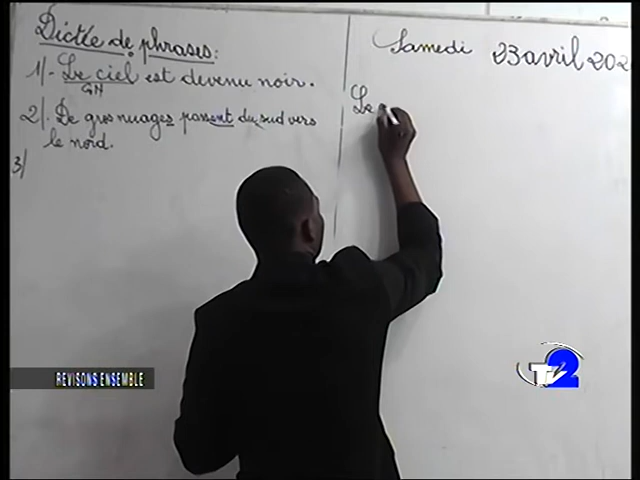 Dictée de phrases:
1)- Le ciel est devenu noir.
GN
2)- De gros nuages passent du sud vers
le nord.
3)
Samedi 23 avril 202
Le
REVISONS ENSEMBLE
TV2